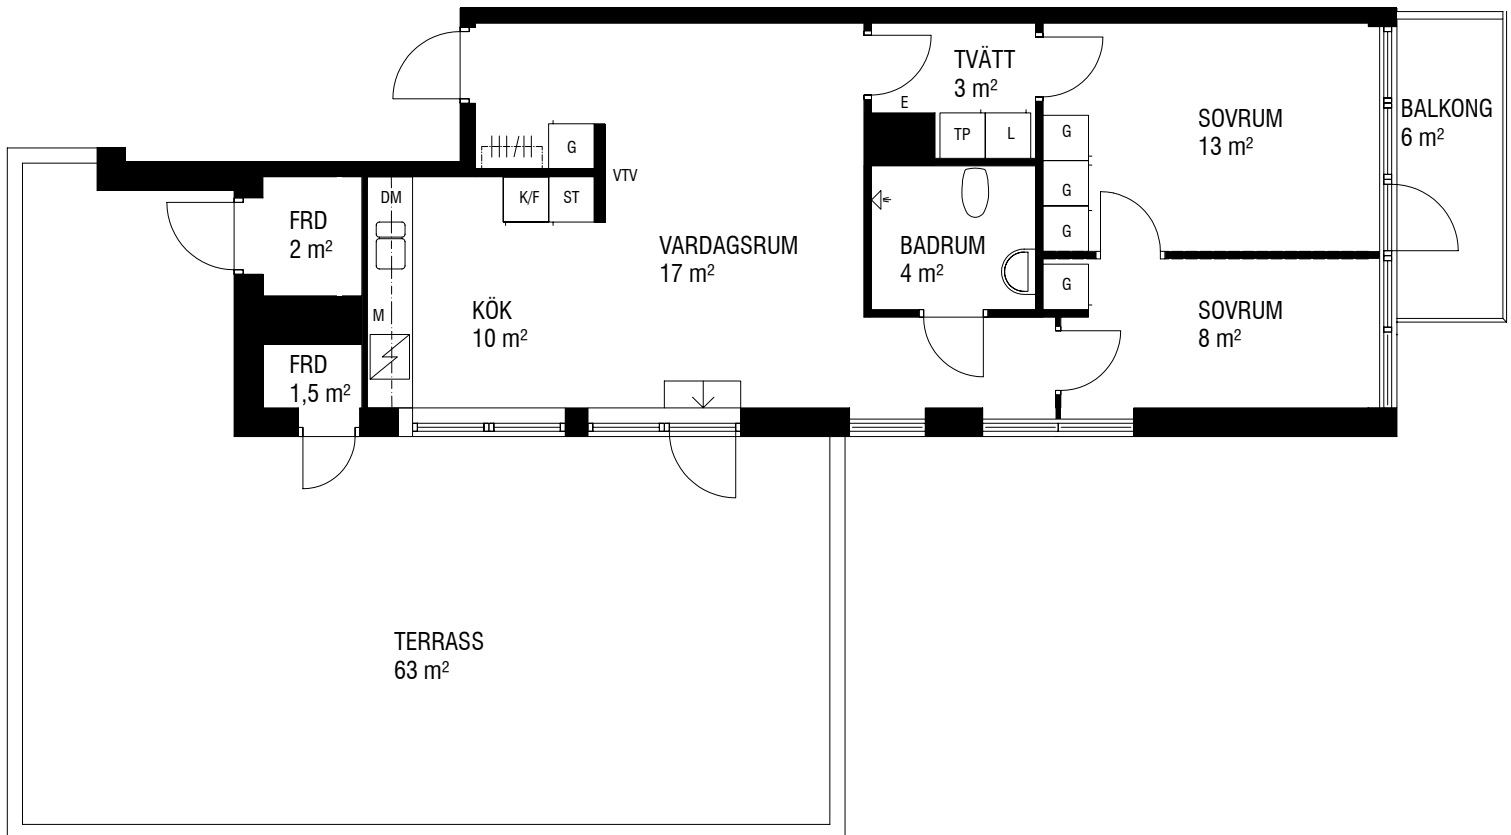 TVÄTT
3 m²
E
TP
L
G
SOVRUM
13 m²
BALKONG
6 m²
G
VTV
DM
K/F
ST
G
G
FRD
2 m²
VARDAGSRUM
17 m²
BADRUM
4 m²
G
KÖK
10 m²
M
SOVRUM
8 m²
FRD
1,5 m²
TERRASS
63 m²